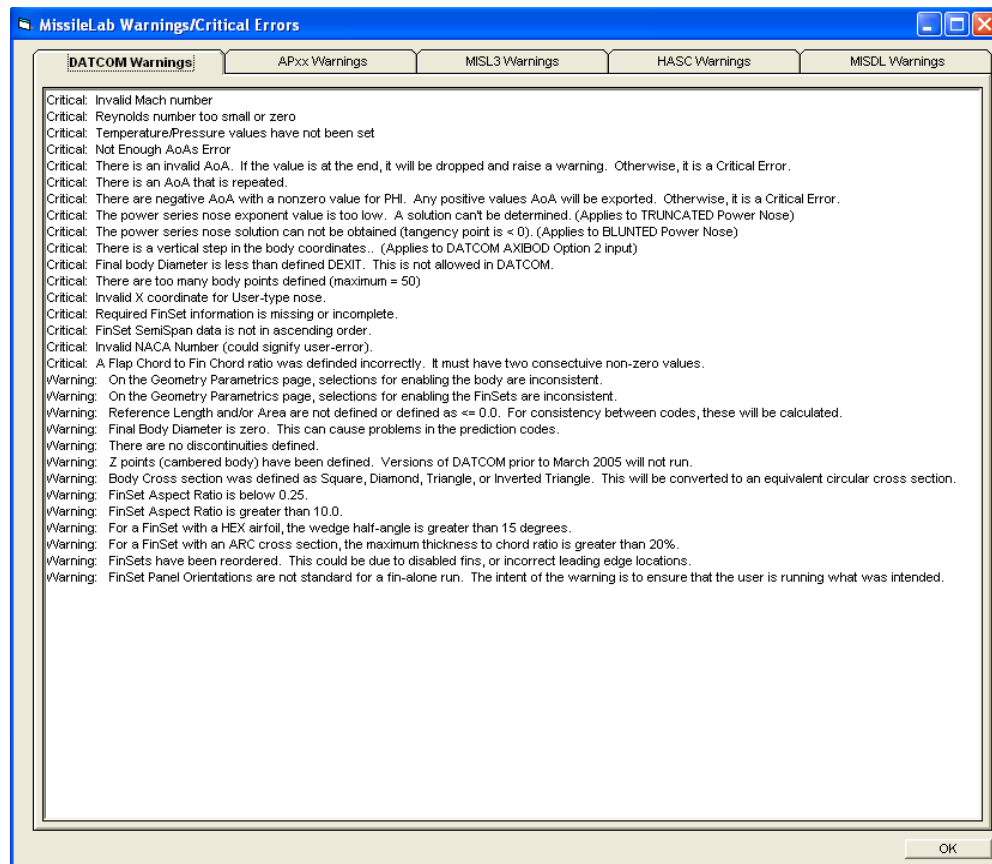 MissileLab Warnings/Critical Errors
DATCOM Warnings APxx Warnings MISL3 Warnings HASC Warnings MISDL Warnings
Critical: Invalid Mach number
Critical: Reynolds number too small or zero
Critical: Temperature/Pressure values have not been set
Critical: Not Enough AoAs Error
Critical: There is an invalid AoA. If the value is at the end, it will be dropped and raise a warning. Otherwise, it is a Critical Error.
Critical: There is an AoA that is repeated.
Critical: There are negative AoA with a nonzero value for PHI. Any positive values AoA will be exported. Otherwise, it is a Critical Error.
Critical: The power series nose exponent value is too low. A solution can't be determined. (Applies to TRUNCATED Power Nose)
Critical: The power series nose solution can not be obtained (tangency point is < 0). (Applies to BLUNTED Power Nose)
Critical: There is a vertical step in the body coordinates.. (Applies to DATCOM AXIBOD Option 2 input)
Critical: Final body Diameter is less than defined DEXIT. This is not allowed in DATCOM.
Critical: There are too many body points defined (maximum = 50)
Critical: Invalid X coordinate for User-type nose.
Critical: Required FinSet information is missing or incomplete.
Critical: FinSet SemiSpan data is not in ascending order.
Critical: Invalid NACA Number (could signify user-error).
Critical: A Flap Chord to Fin Chord ratio was definded incorrectly. It must have two consectuive non-zero values.
Warning: On the Geometry Parametrics page, selections for enabling the body are inconsistent.
Warning: On the Geometry Parametrics page, selections for enabling the FinSets are inconsistent.
Warning: Reference Length and/or Area are not defined or defined as <= 0.0. For consistency between codes, these will be calculated.
Warning: Final Body Diameter is zero. This can cause problems in the prediction codes.
Warning: There are no discontinuities defined.
Warning: Z points (cambered body) have been defined. Versions of DATCOM prior to March 2005 will not run.
Warning: Body Cross section was defined as Square, Diamond, Triangle, or Inverted Triangle. This will be converted to an equivalent circular cross section.
Warning: FinSet Aspect Ratio is below 0.25.
Warning: FinSet Aspect Ratio is greater than 10.0.
Warning: For a FinSet with a HEX airfoil, the wedge half-angle is greater than 15 degrees.
Warning: For a FinSet with an ARC cross section, the maximum thickness to chord ratio is greater than 20%.
Warning: FinSets have been reordered. This could be due to disabled fins, or incorrect leading edge locations.
Warning: FinSet Panel Orientations are not standard for a fin-alone run. The intent of the warning is to ensure that the user is running what was intended.
OK